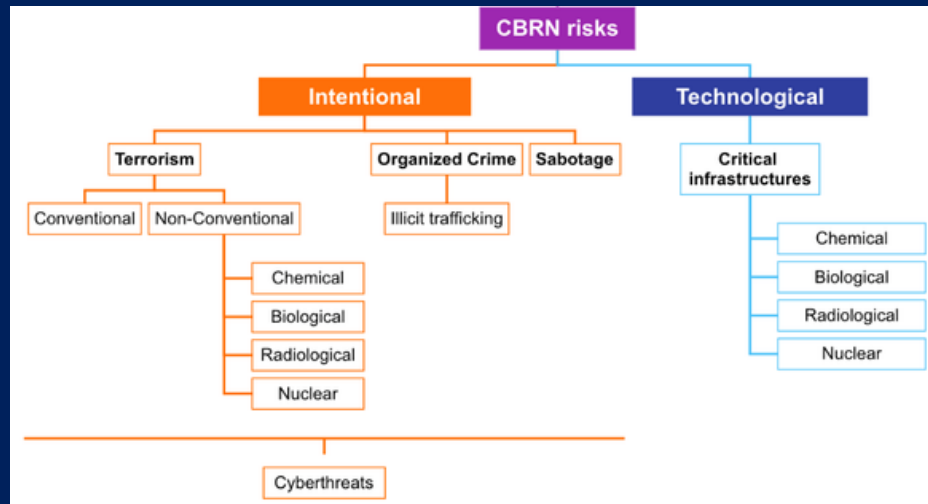 CBRN risks
Intentional
Technological
Terrorism
Organized Crime
Sabotage
Critical
infrastructures
Conventional
Non-Conventional
Illicit trafficking
Chemical
Biological
Radiological
Nuclear
Chemical
Biological
Radiological
Nuclear
Cyberthreats